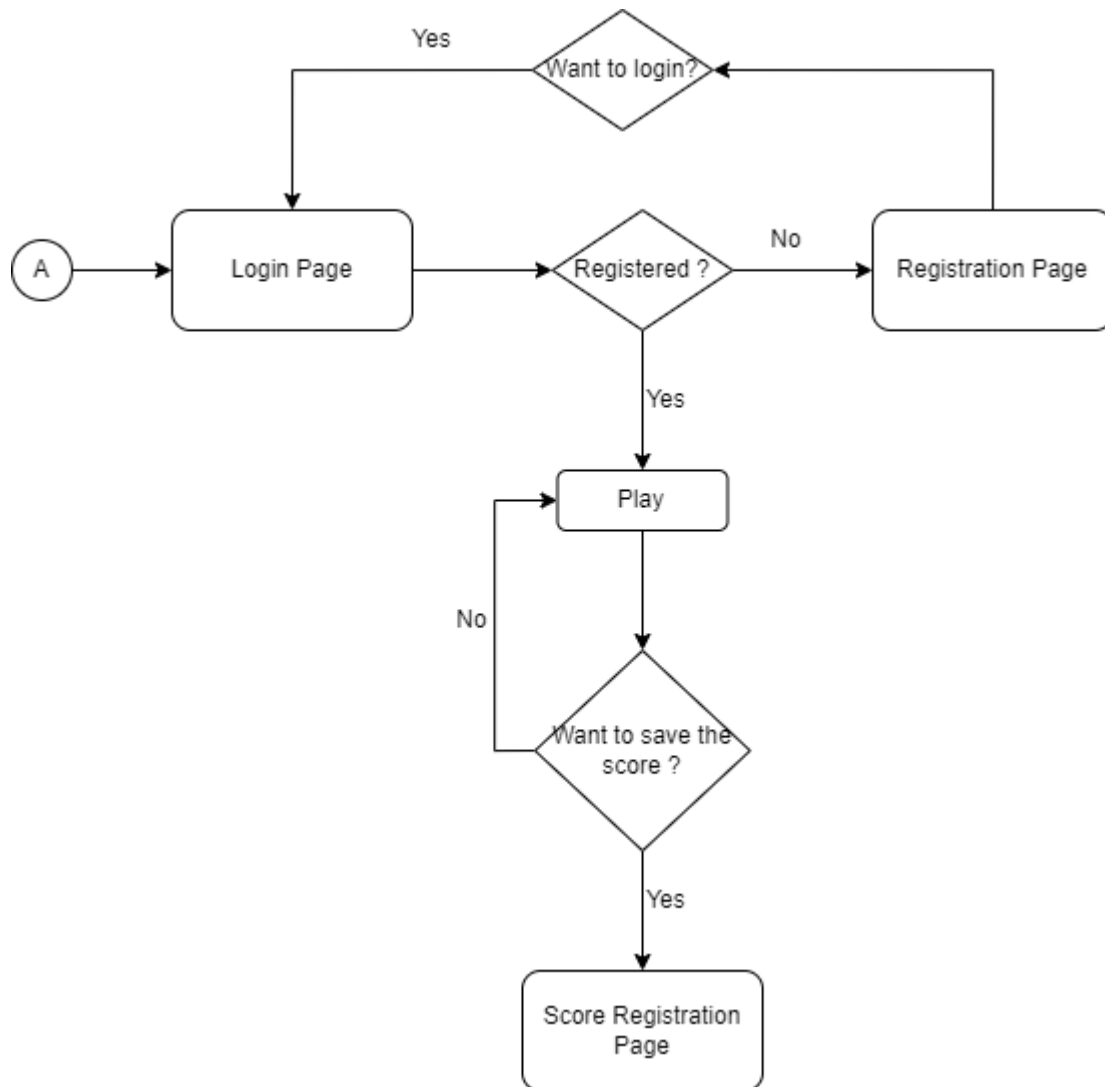 Yes
Want to login?
A
Login Page
Registered ?
No
Registration Page
Yes
Play
No
Want to save the
score ?
Yes
Score Registration
Page